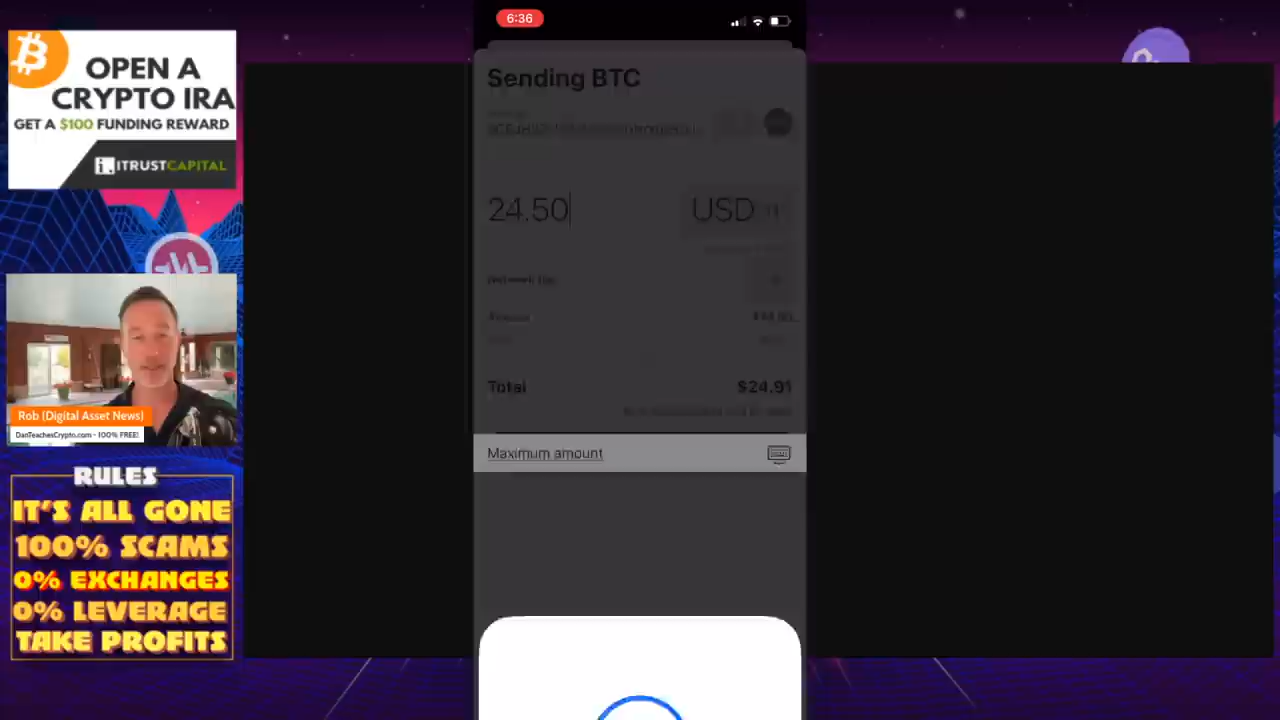 OPEN A
CRYPTO IRA
GET A $100 FUNDING REWARD
i. ITRUSTCAPITAL
Rob (Digital Asset News)
DanTeachesCrypto.com - 100% FREE!
RULES
IT'S ALL GONE
100% SCAMS
0% EXCHANGES
0% LEVERAGE
TAKE PROFITS
6:36
Sending BTC
24.50
USD
Network fee
Total
$24.91
Maximum amount